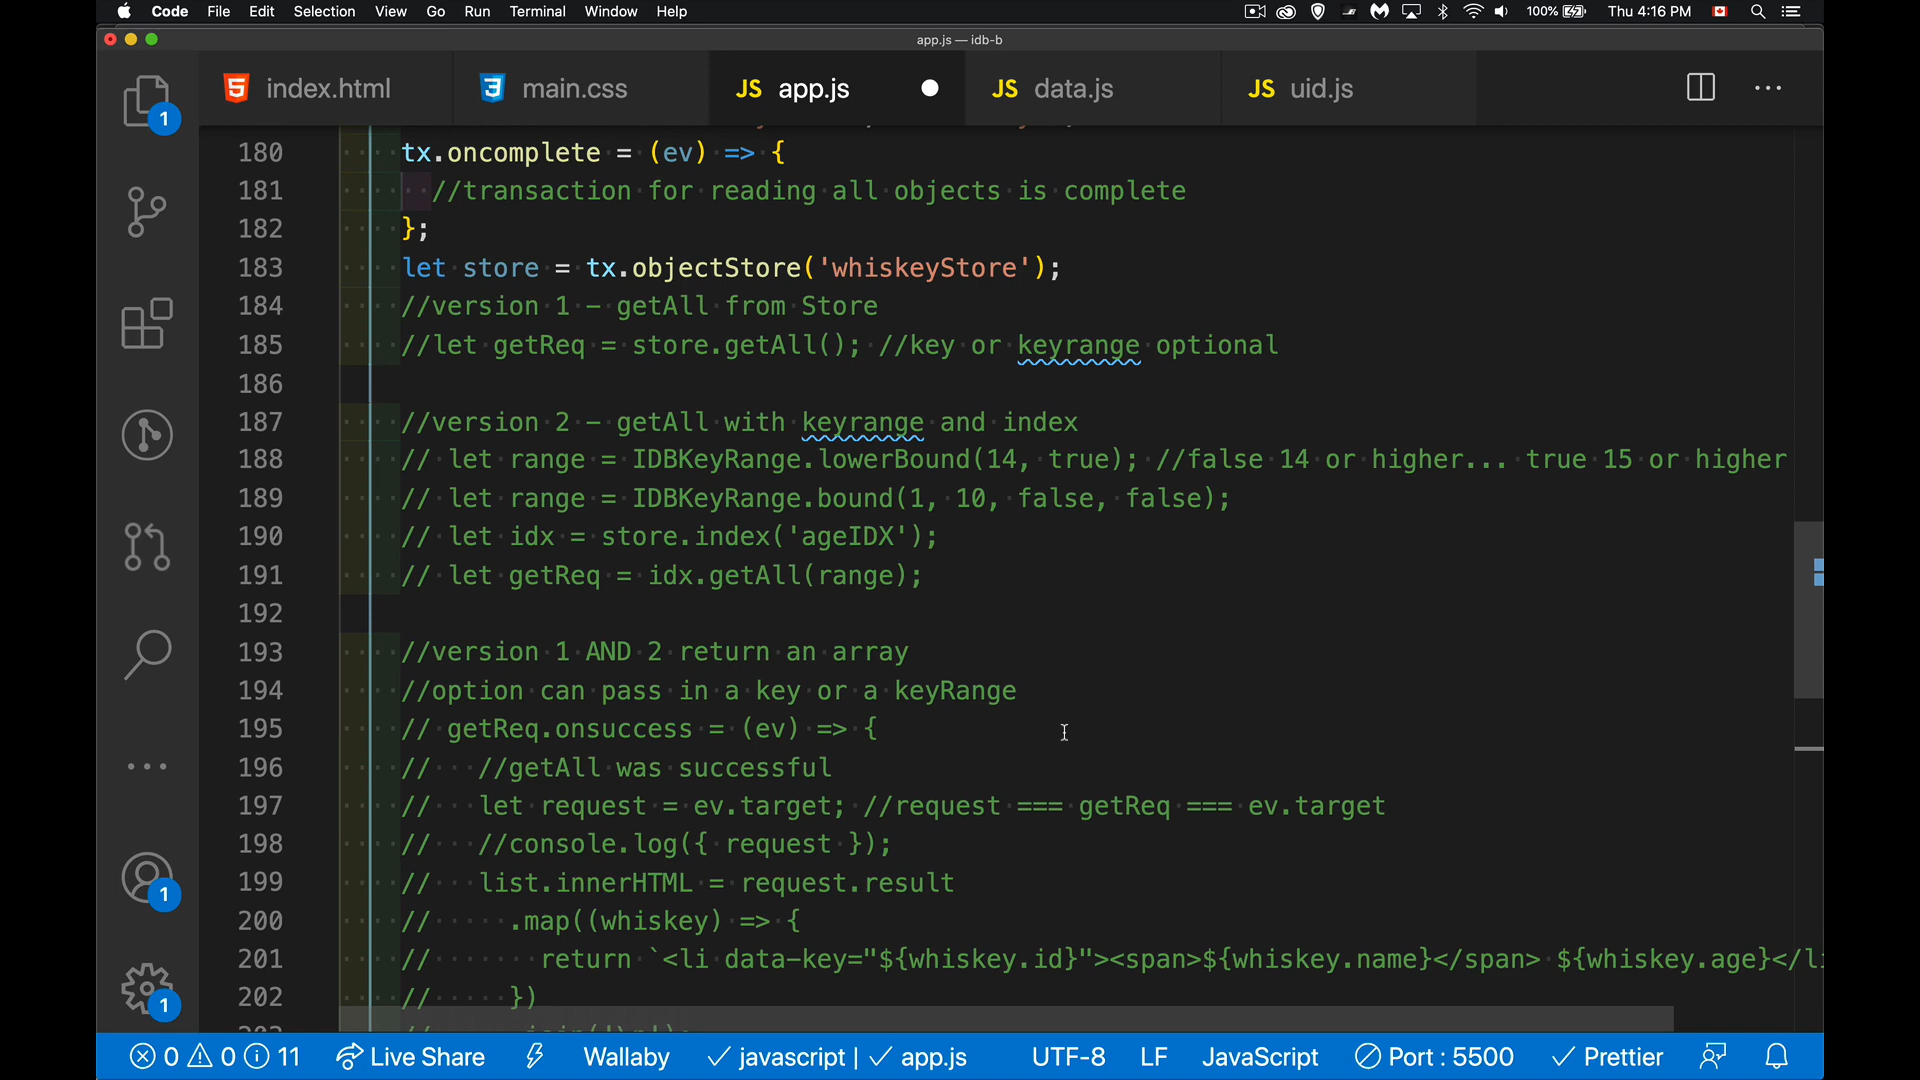 Code File Edit Selection View Go Run Terminal Window Help 100% Thu 4:16 PM
app.js — idb-b
index.html main.css JS app.js JS data.js JS uid.js
180 tx.oncomplete = (ev) => {
181 //transaction for reading all objects is complete
182 };
183 let store = tx.objectStore('whiskeyStore');
184 //version 1 - getAll from Store
185 //let getReq = store.getAll(); //key or keyrange optional
186
187 //version 2 - getAll with keyrange and index
188 // let range = IDBKeyRange.lowerBound(14, true); //false 14 or higher... true 15 or higher
189 // let range = IDBKeyRange.bound(1, 10, false, false);
190 // let idx = store.index('ageIDX');
191 // let getReq = idx.getAll(range);
192
193 //version 1 AND 2 return an array
194 //option can pass in a key or a keyRange
195 // getReq.onsuccess = (ev) => {
196 // //getAll was successful
197 // let request = ev.target; //request === getReq === ev.target
198 // //console.log({ request });
199 // list.innerHTML = request.result
200 // .map((whiskey) => {
201 // return `<li data-key="${whiskey.id}"><span>${whiskey.name}</span> ${whiskey.age}</li
202 // })
1
1
1
0 0 11 Live Share Wallaby javascript | app.js UTF-8 LF JavaScript Port : 5500 Prettier